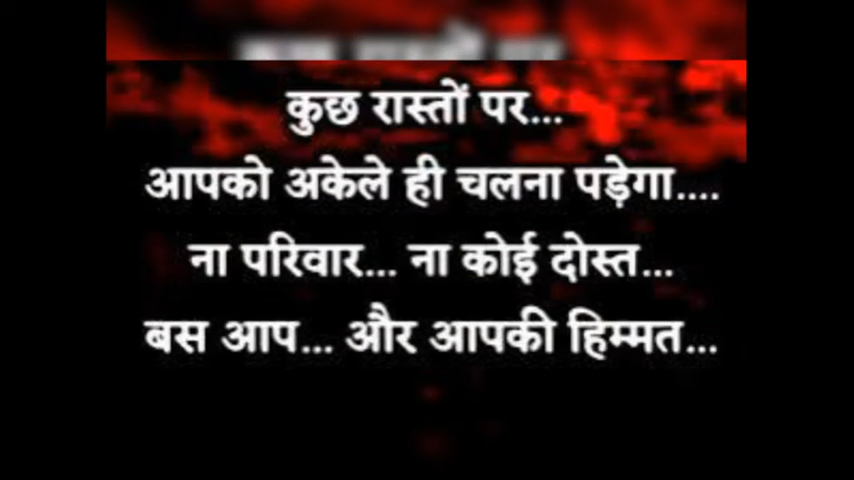 कुछ रास्तों पर...
आपको अकेले ही चलना पड़ेगा....
ना परिवार... ना कोई दोस्त...
बस आप... और आपकी हिम्मत...